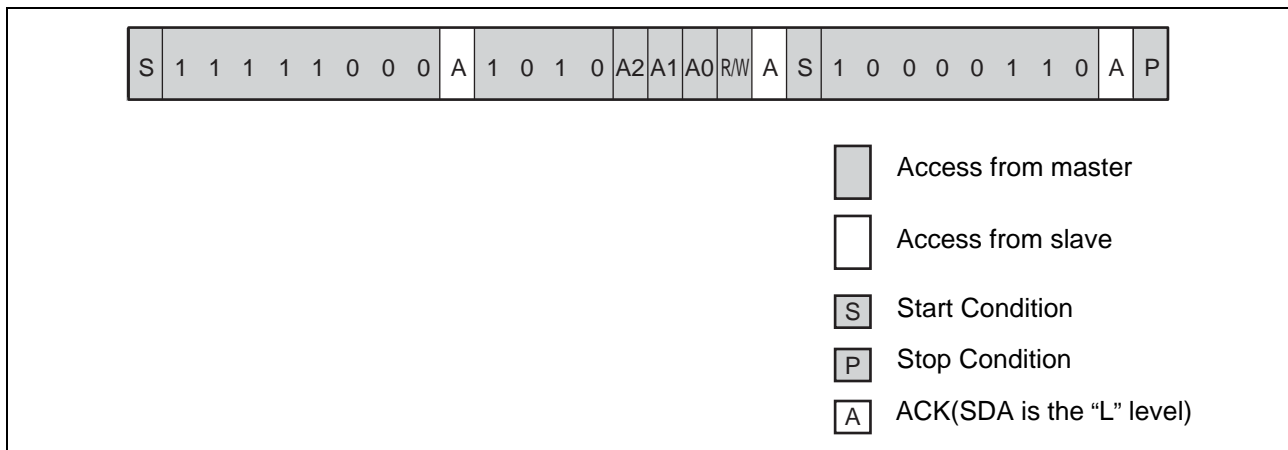 S 1 1 1 1 1 0 0 0 A 1 0 1 0 A2 A1 A0 R/W A S 1 0 0 0 0 1 1 0 A P
Access from master
Access from slave
S Start Condition
P Stop Condition
A ACK(SDA is the “L” level)